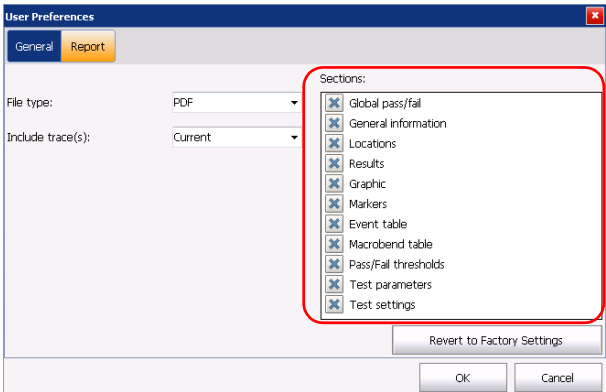 User Preferences
General Report
Sections:
File type: PDF
Include trace(s): Current
Global pass/fail
General information
Locations
Results
Graphic
Markers
Event table
Macrobend table
Pass/Fail thresholds
Test parameters
Test settings
Revert to Factory Settings
OK Cancel